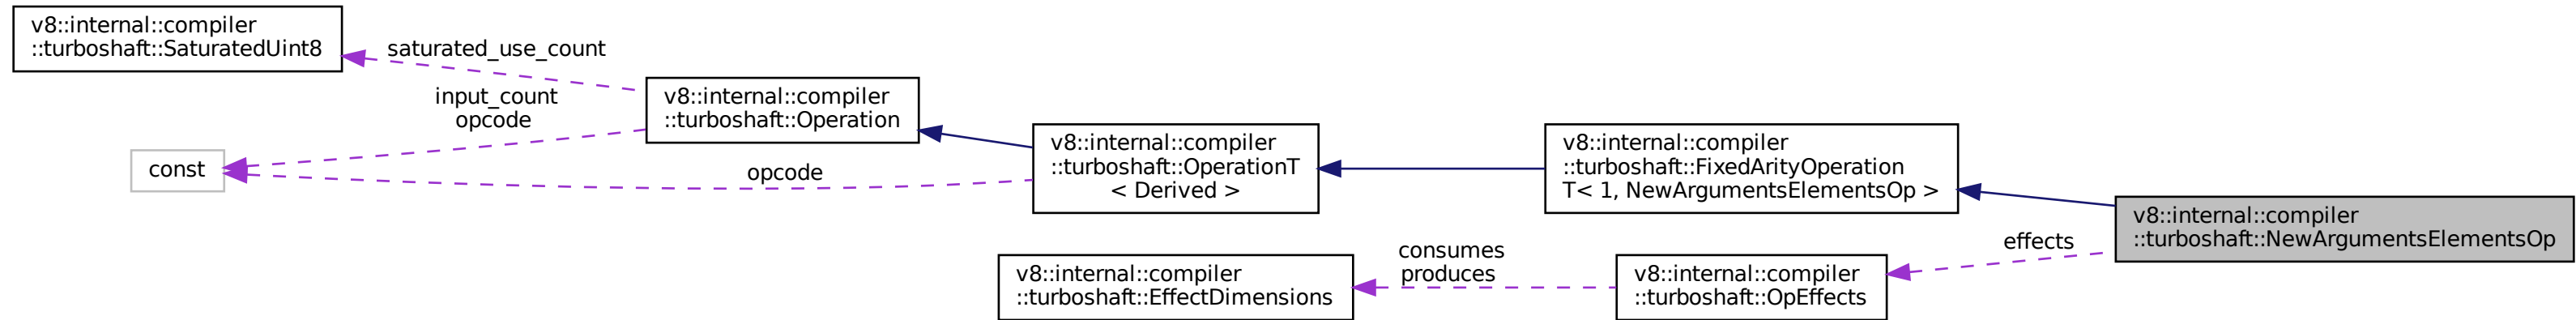 v8::internal::compiler
::turboshaft::SaturatedUint8
saturated_use_count
input_count
opcode
const
v8::internal::compiler
::turboshaft::Operation
opcode
v8::internal::compiler
::turboshaft::OperationT
< Derived >
v8::internal::compiler
::turboshaft::FixedArityOperation
T< 1, NewArgumentsElementsOp >
v8::internal::compiler
::turboshaft::EffectDimensions
consumes
produces
v8::internal::compiler
::turboshaft::OpEffects
effects
v8::internal::compiler
::turboshaft::NewArgumentsElementsOp